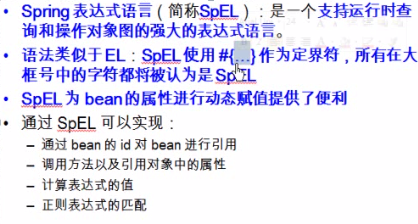 • Spring 表达式语言（简称SpEL）：是一个支持运行时查
询和操作对象图的强大的表达式语言。
• 语法类似于 EL：SpEL 使用 #{...} 作为定界符，所有在大
框号中的字符都将被认为是 SpEL
• SpEL 为 bean 的属性进行动态赋值提供了便利
• 通过 SpEL 可以实现：
– 通过 bean 的 id 对 bean 进行引用
– 调用方法以及引用对象中的属性
– 计算表达式的值
– 正则表达式的匹配